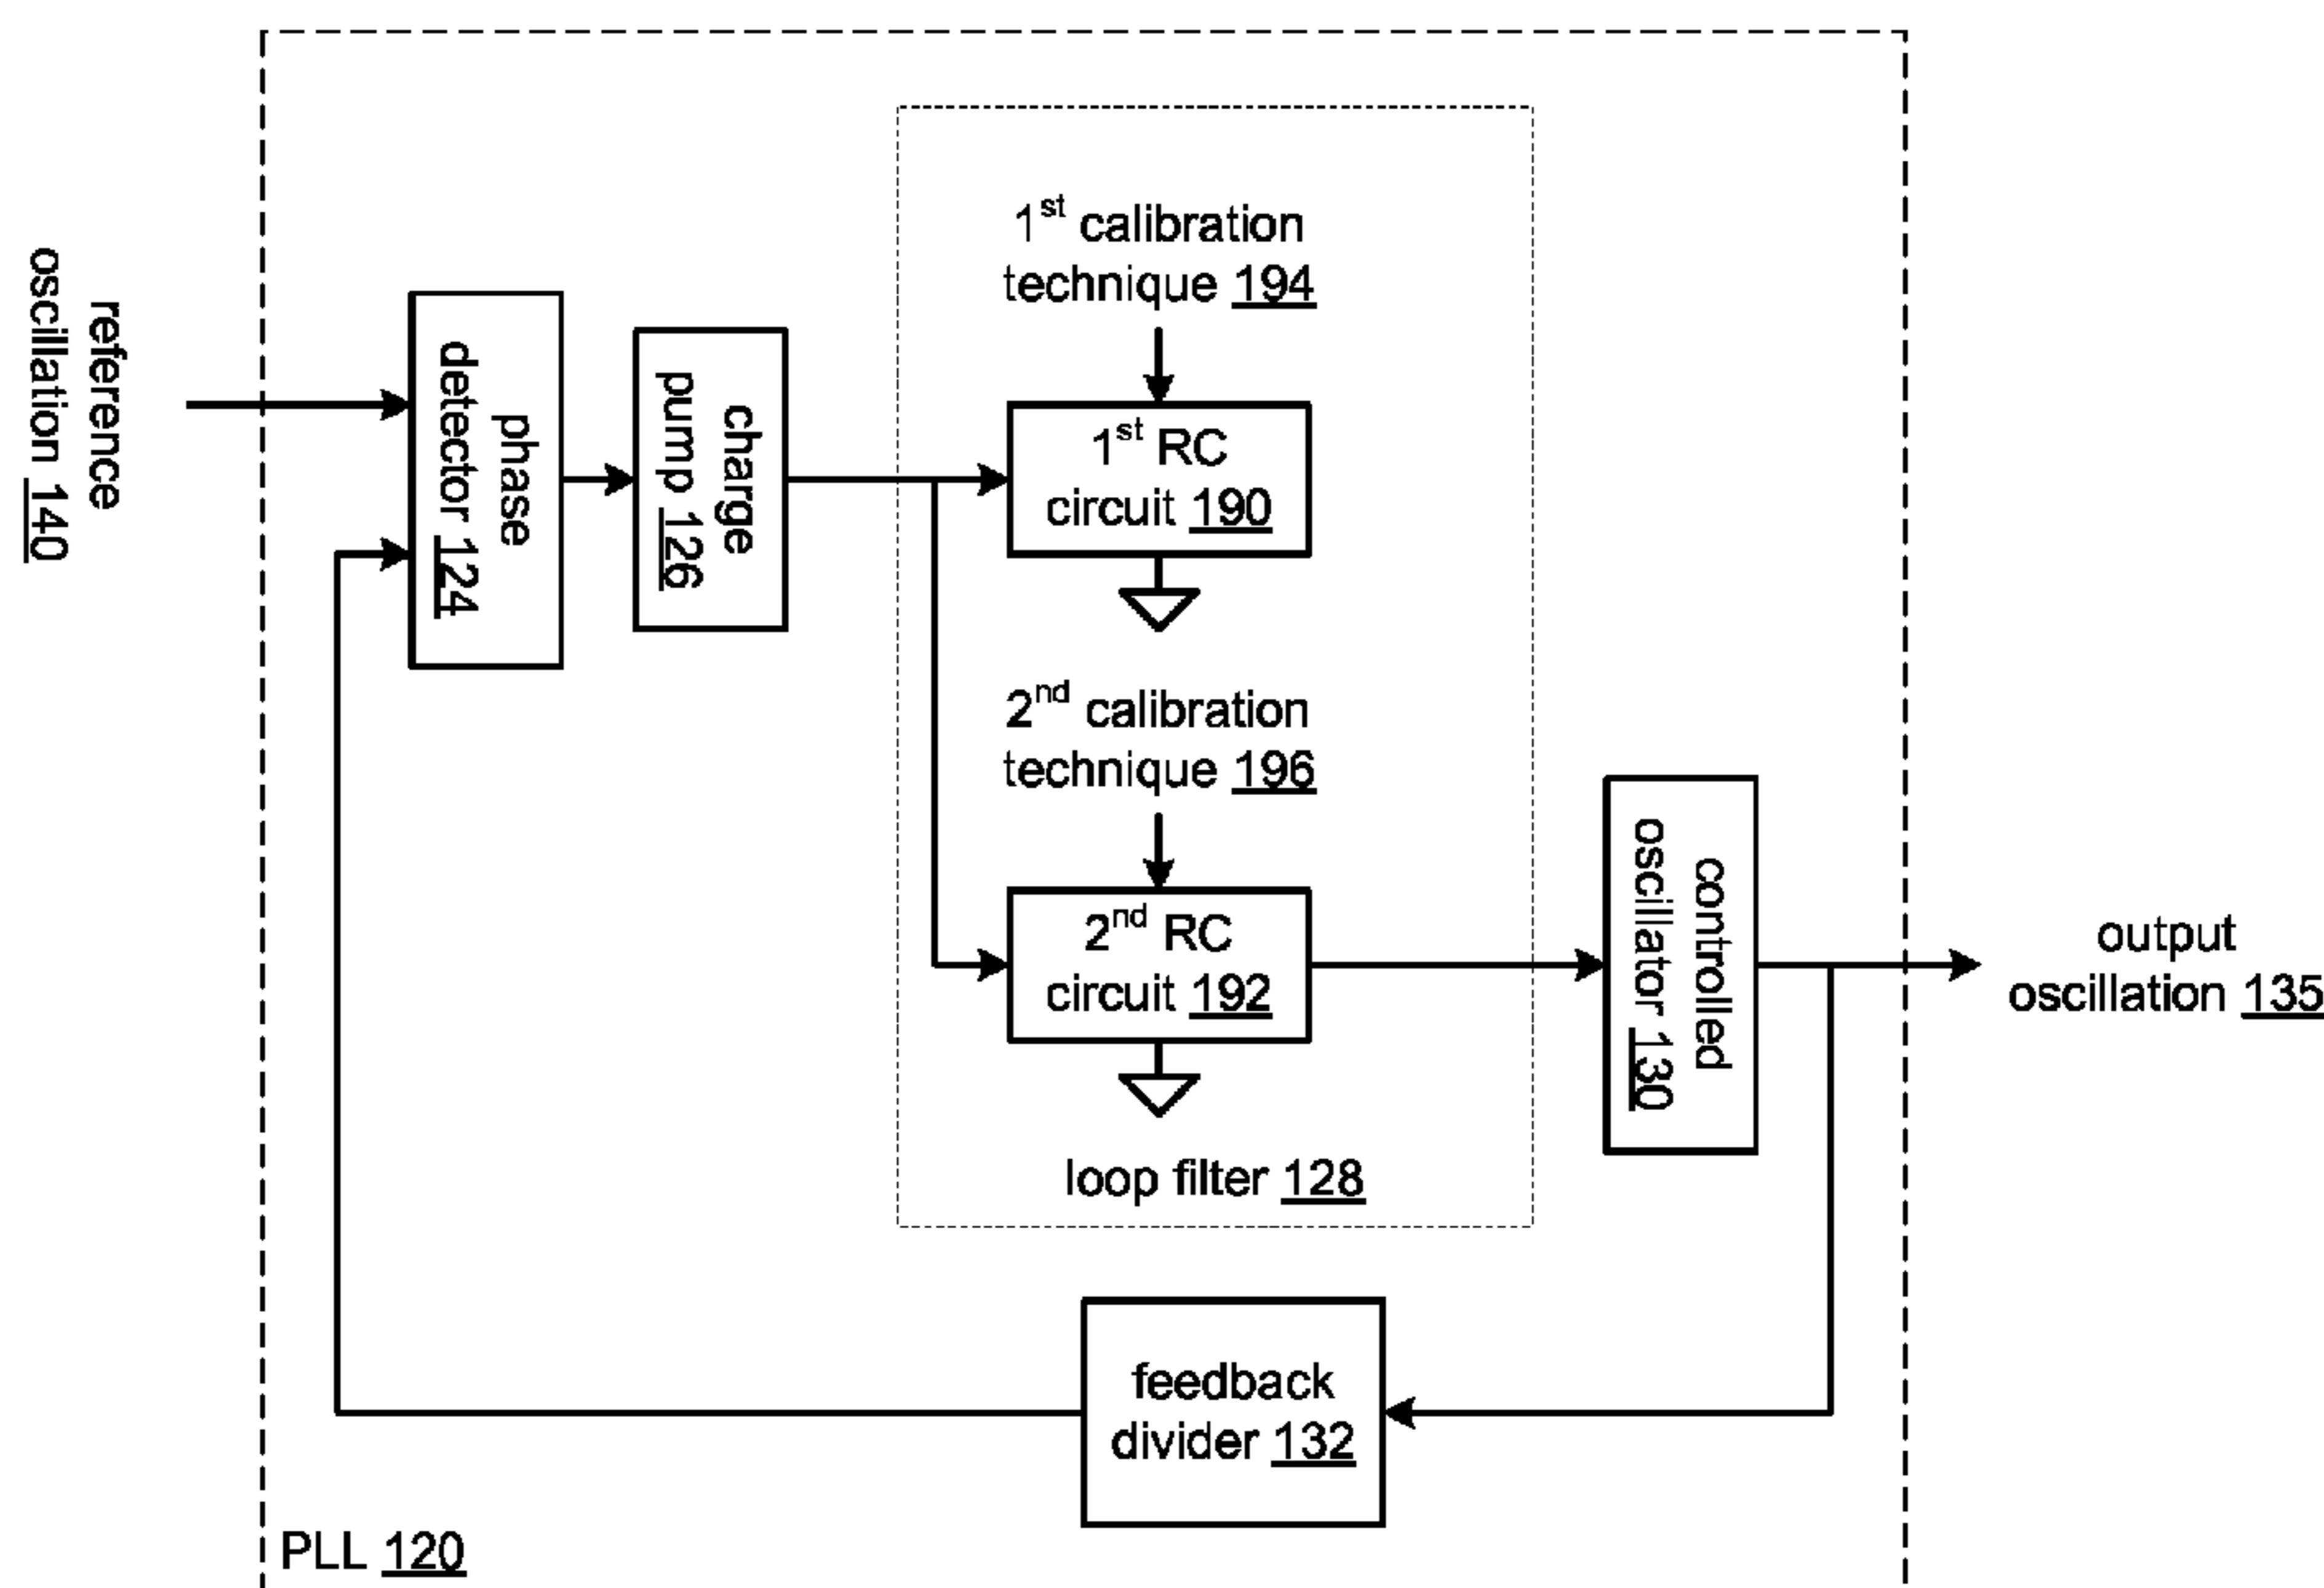 reference
oscillation 140
phase
detector 124
charge
pump 126
1st calibration
technique 194
1st RC
circuit 190
2nd calibration
technique 196
2nd RC
circuit 192
loop filter 128
controlled
oscillator 130
output
oscillation 135
feedback
divider 132
PLL 120